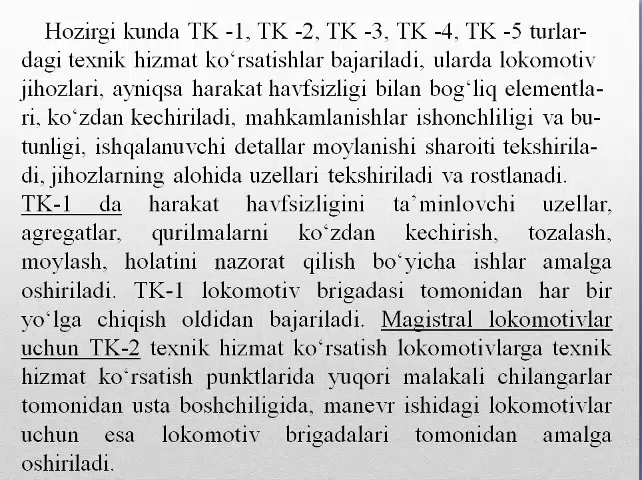 Hozirgi kunda TK -1, TK -2, TK -3, TK -4, TK -5 turlar-
dagi texnik hizmat ko‘rsatishlar bajariladi, ularda lokomotiv
jihozlari, ayniqsa harakat havfsizligi bilan bog‘liq elementla-
ri, ko‘zdan kechiriladi, mahkamlanishlar ishonchliligi va bu-
tunligi, ishqalanuvchi detallar moylanishi sharoiti tekshirila-
di, jihozlarning alohida uzellari tekshiriladi va rostlanadi.
TK-1 da harakat havfsizligini ta’minlovchi uzellar,
agregatlar, qurilmalarni ko‘zdan kechirish, tozalash,
moylash, holatini nazorat qilish bo‘yicha ishlar amalga
oshiriladi. TK-1 lokomotiv brigadasi tomonidan har bir
yo‘lga chiqish oldidan bajariladi. Magistral lokomotivlar
uchun TK-2 texnik hizmat ko‘rsatish lokomotivlarga texnik
hizmat ko‘rsatish punktlarida yuqori malakali chilangarlar
tomonidan usta boshchiligida, manevr ishidagi lokomotivlar
uchun esa lokomotiv brigadalari tomonidan amalga
oshiriladi.